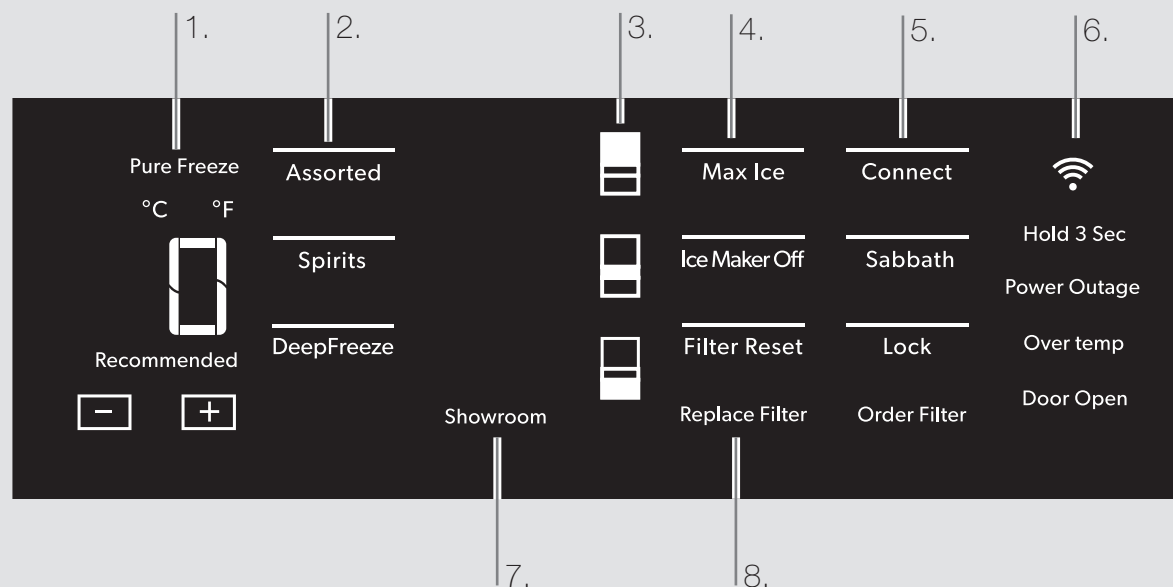 1. 2. 3. 4. 5. 6.
Pure Freeze
°C °F
0
Recommended
- +
Assorted
Spirits
DeepFreeze
Showroom
Max Ice
Ice Maker Off
Filter Reset
Replace Filter
Connect
Sabbath
Lock
Order Filter
Hold 3 Sec
Power Outage
Over temp
Door Open
7. 8.